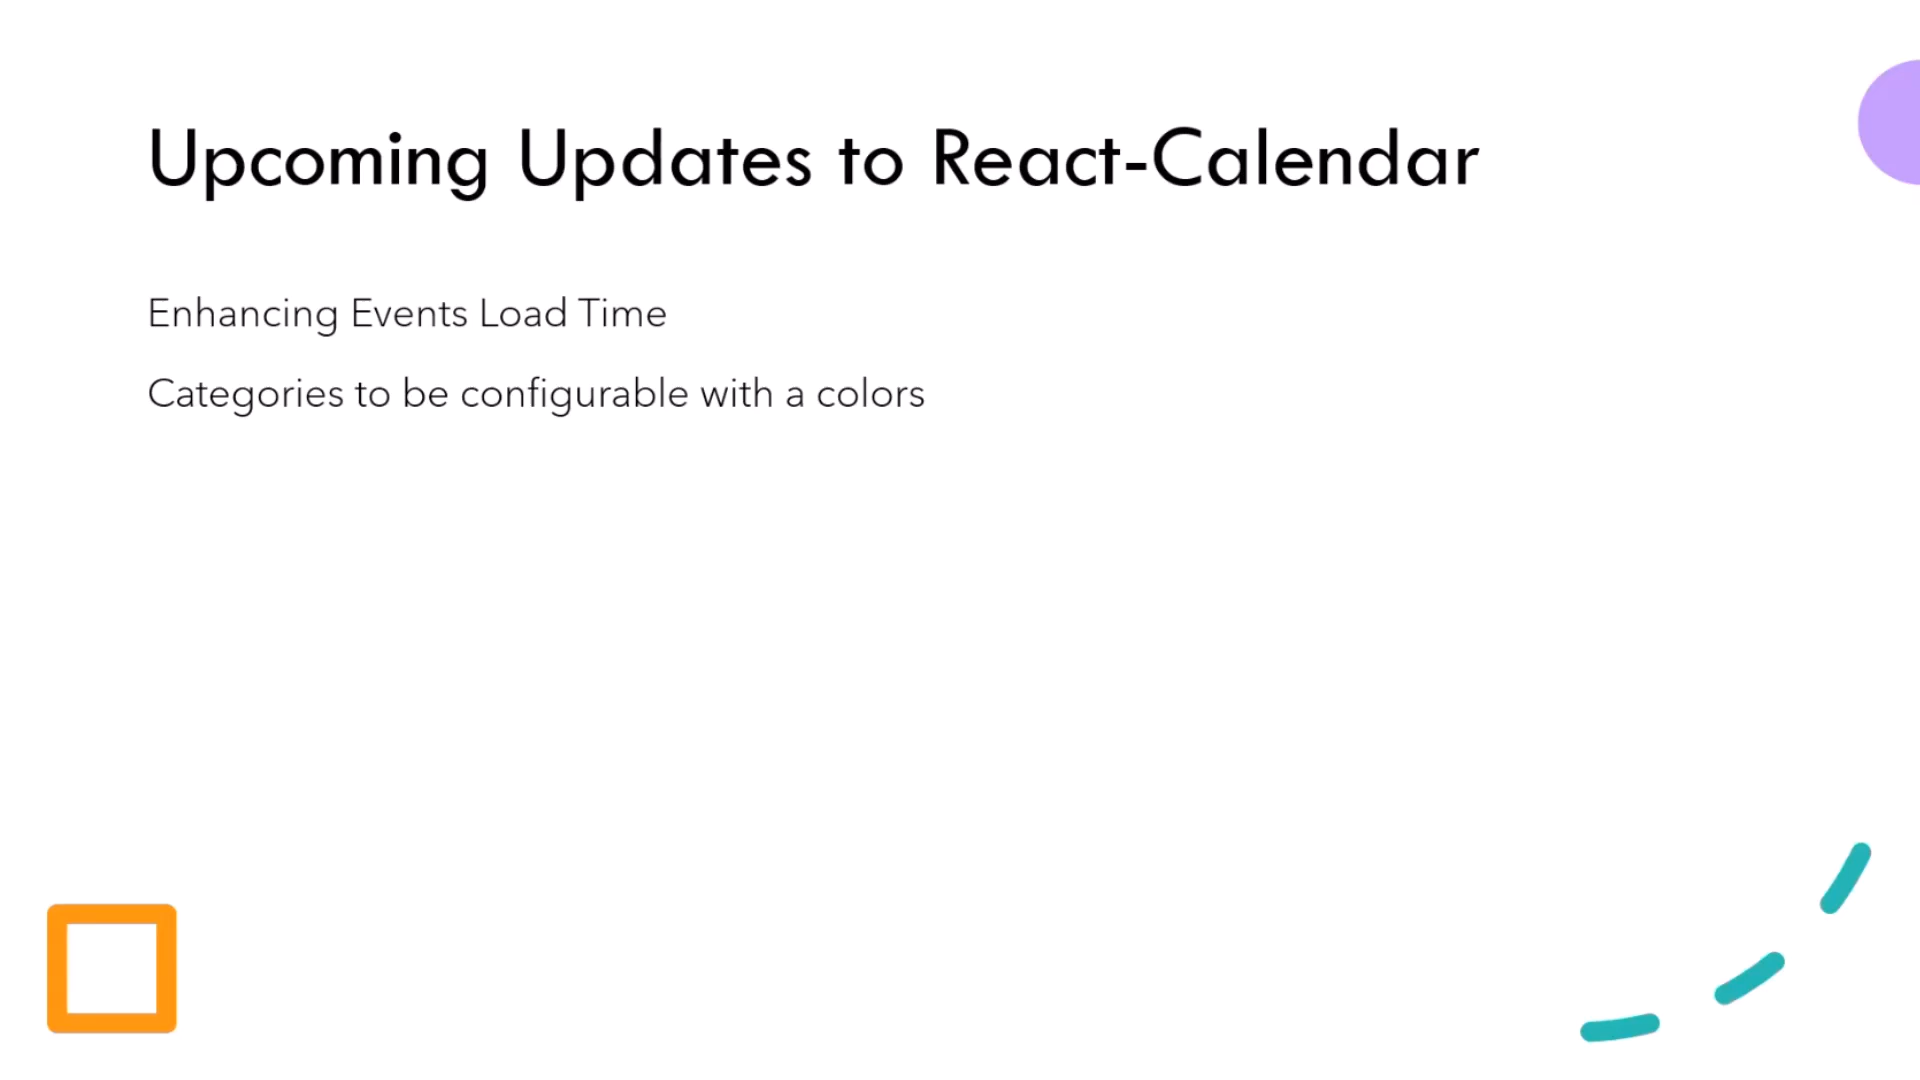 Upcoming Updates to React-Calendar
Enhancing Events Load Time
Categories to be configurable with a colors